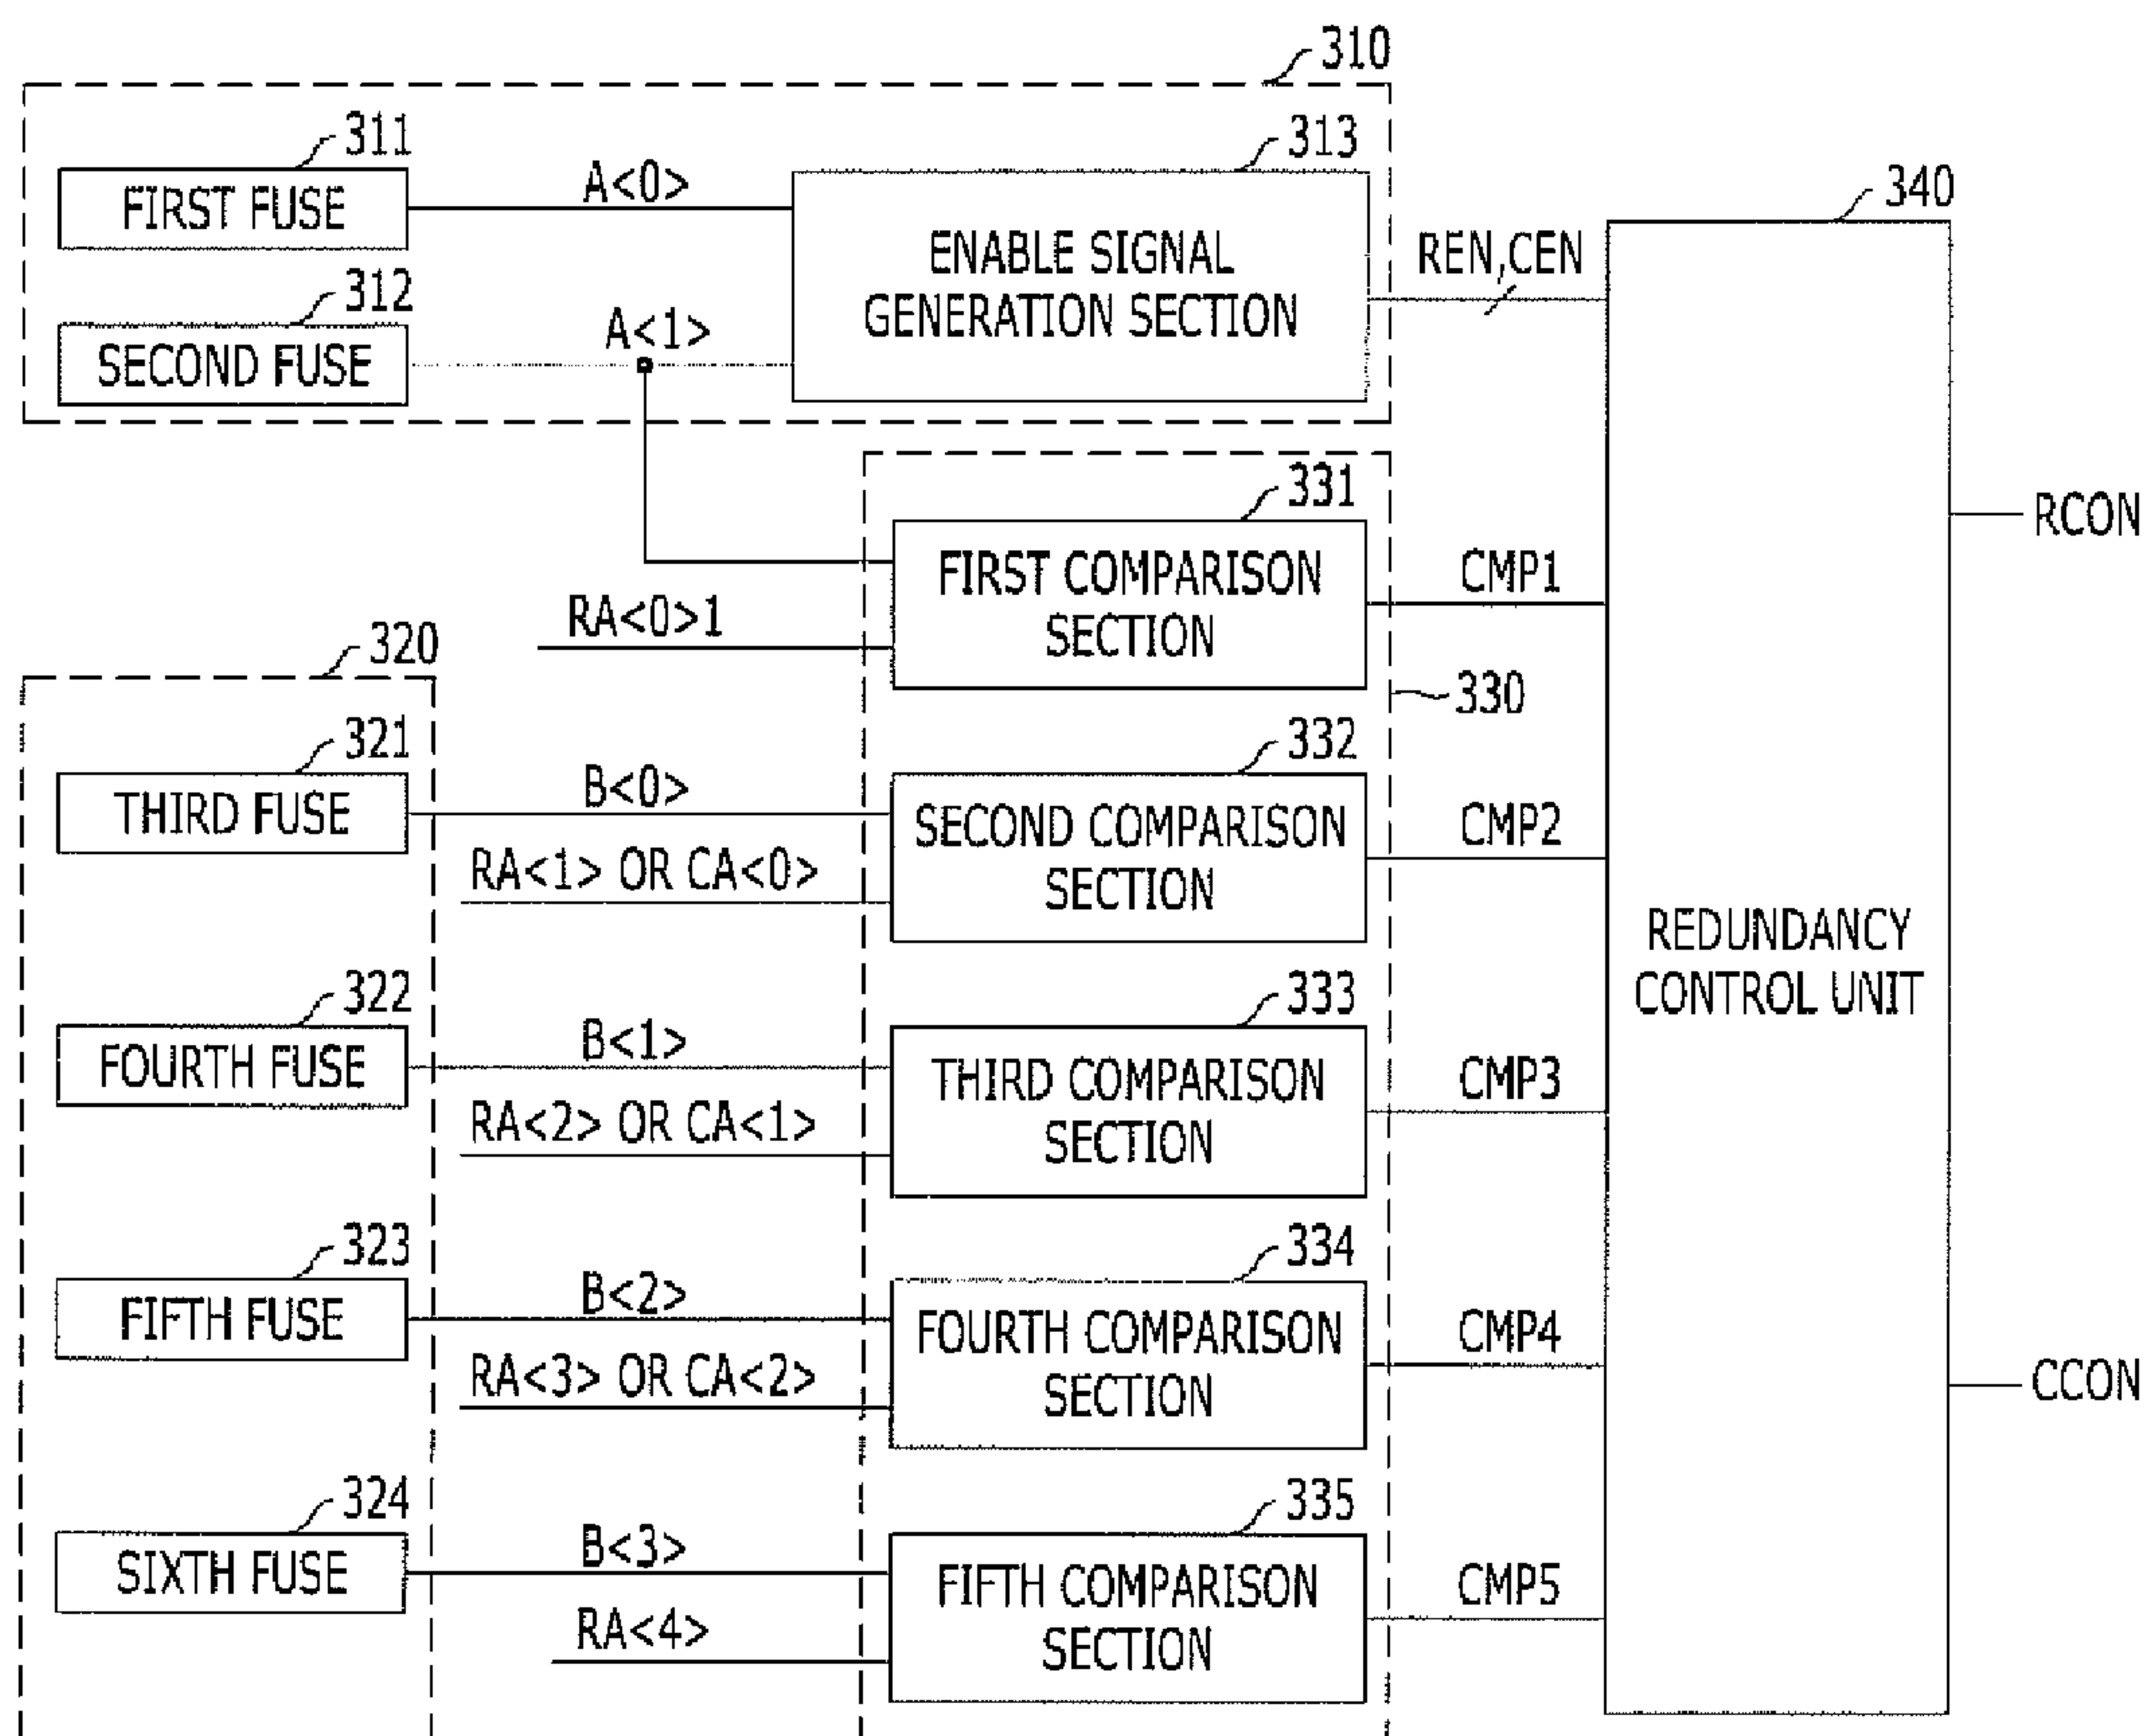 310
311
FIRST FUSE
A<0>
313
ENABLE SIGNAL
GENERATION SECTION
312
SECOND FUSE
A<1>
REN,CEN
340
331
FIRST COMPARISON
SECTION
RA<0>1
CMP1
RCON
320
330
321
THIRD FUSE
B<0>
RA<1> OR CA<0>
332
SECOND COMPARISON
SECTION
CMP2
REDUNDANCY
CONTROL UNIT
322
FOURTH FUSE
B<1>
RA<2> OR CA<1>
333
THIRD COMPARISON
SECTION
CMP3
323
FIFTH FUSE
B<2>
RA<3> OR CA<2>
334
FOURTH COMPARISON
SECTION
CMP4
CCON
324
SIXTH FUSE
B<3>
RA<4>
335
FIFTH COMPARISON
SECTION
CMP5